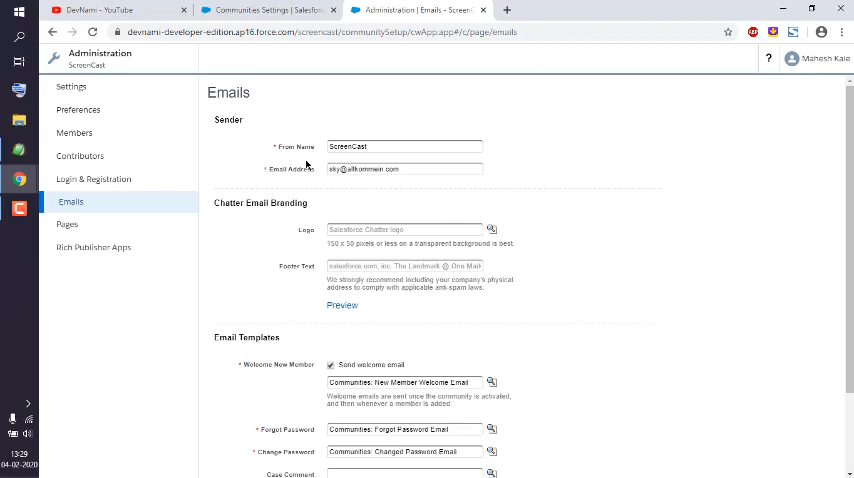 DevNami - YouTube
Communities Settings | Salesfor
Administration | Emails - ScreenC
devnami-developer-edition.ap16.force.com/screencast/communitySetup/cwApp.app#/c/page/emails
Administration
ScreenCast
? Mahesh Kale
Settings
Preferences
Members
Contributors
Login & Registration
Emails
Pages
Rich Publisher Apps
Emails
Sender
* From Name ScreenCast
* Email Address sky@allkommein.com
Chatter Email Branding
Logo Salesforce Chatter logo
150 x 50 pixels or less on a transparent background is best.
Footer Text salesforce.com, inc. The Landmark @ One Mark
We strongly recommend including your company's physical
address to comply with applicable anti-spam laws.
Preview
Email Templates
* Welcome New Member Send welcome email
Communities: New Member Welcome Email
Welcome emails are sent once the community is activated,
and then whenever a member is added.
* Forgot Password Communities: Forgot Password Email
* Change Password Communities: Changed Password Email
Case Comment
13:29
04-02-2020